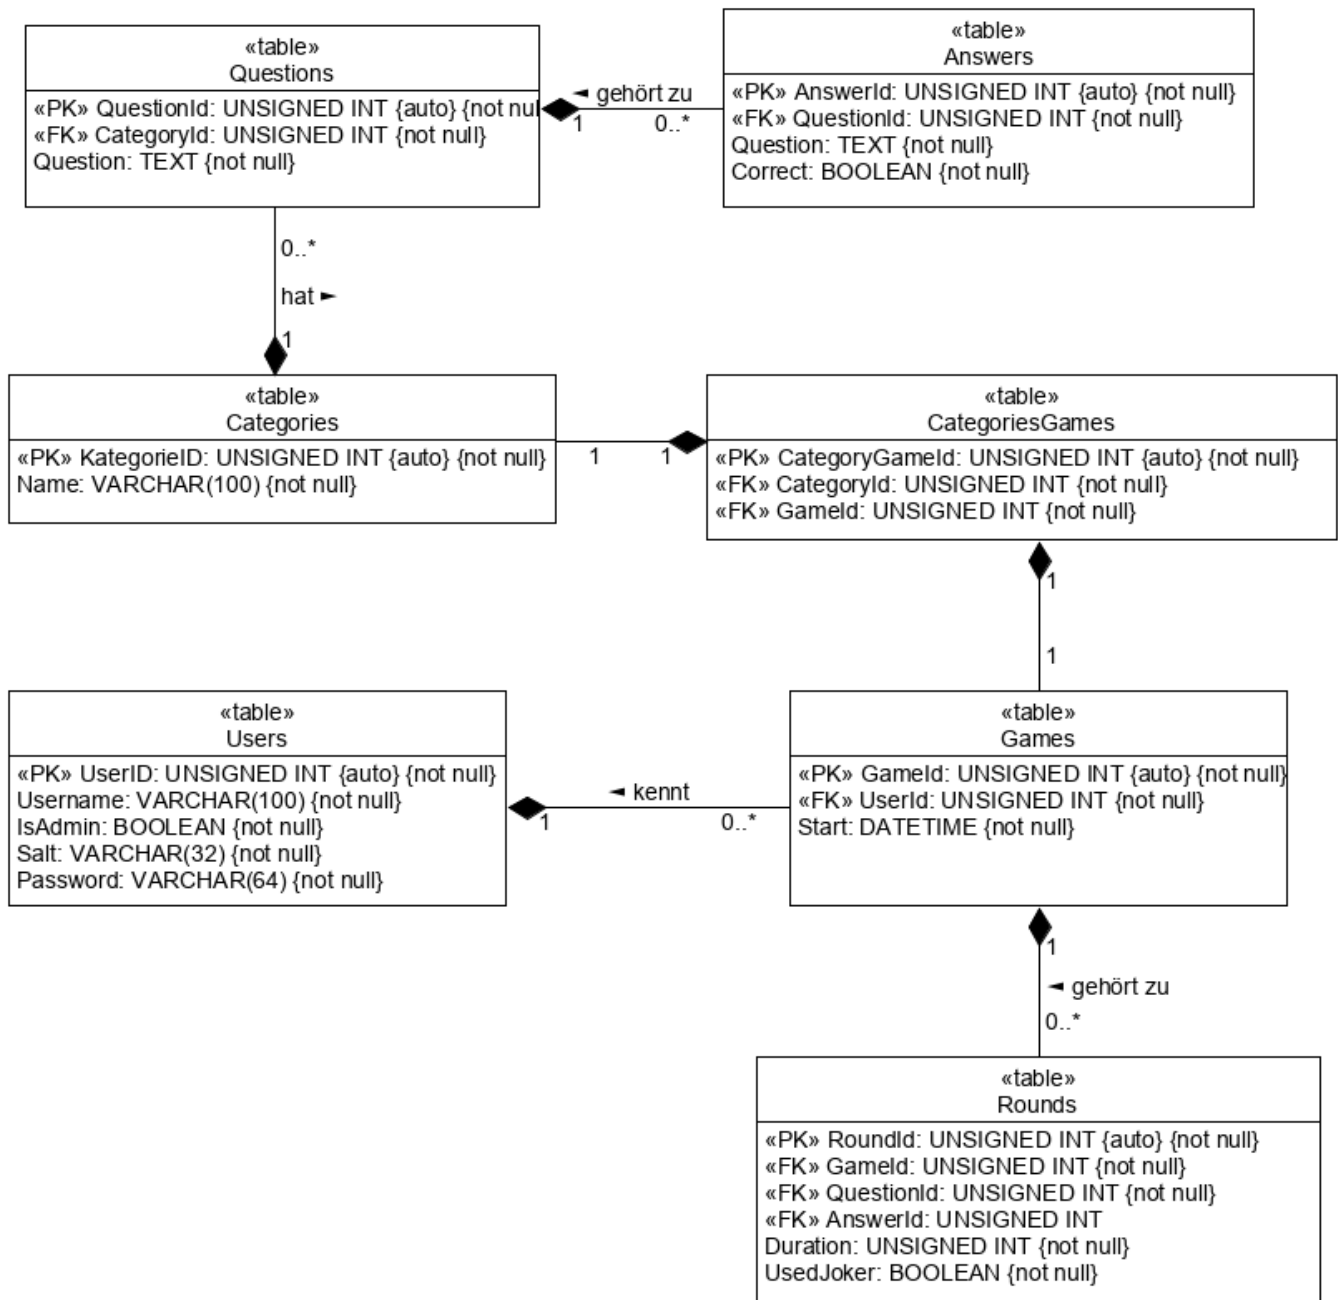 «table»
Questions
«PK» QuestionId: UNSIGNED INT {auto} {not nul
«FK» CategoryId: UNSIGNED INT {not null}
Question: TEXT {not null}
◄ gehört zu
1
0..*
«table»
Answers
«PK» AnswerId: UNSIGNED INT {auto} {not null}
«FK» QuestionId: UNSIGNED INT {not null}
Question: TEXT {not null}
Correct: BOOLEAN {not null}
0..*
hat ►
1
«table»
Categories
«PK» KategorieID: UNSIGNED INT {auto} {not null}
Name: VARCHAR(100) {not null}
1
1
«table»
CategoriesGames
«PK» CategoryGameId: UNSIGNED INT {auto} {not null}
«FK» CategoryId: UNSIGNED INT {not null}
«FK» GameId: UNSIGNED INT {not null}
1
1
«table»
Users
«PK» UserID: UNSIGNED INT {auto} {not null}
Username: VARCHAR(100) {not null}
IsAdmin: BOOLEAN {not null}
Salt: VARCHAR(32) {not null}
Password: VARCHAR(64) {not null}
◄ kennt
1
0..*
«table»
Games
«PK» GameId: UNSIGNED INT {auto} {not null}
«FK» UserId: UNSIGNED INT {not null}
Start: DATETIME {not null}
1
◄ gehört zu
0..*
«table»
Rounds
«PK» RoundId: UNSIGNED INT {auto} {not null}
«FK» GameId: UNSIGNED INT {not null}
«FK» QuestionId: UNSIGNED INT {not null}
«FK» AnswerId: UNSIGNED INT
Duration: UNSIGNED INT {not null}
UsedJoker: BOOLEAN {not null}